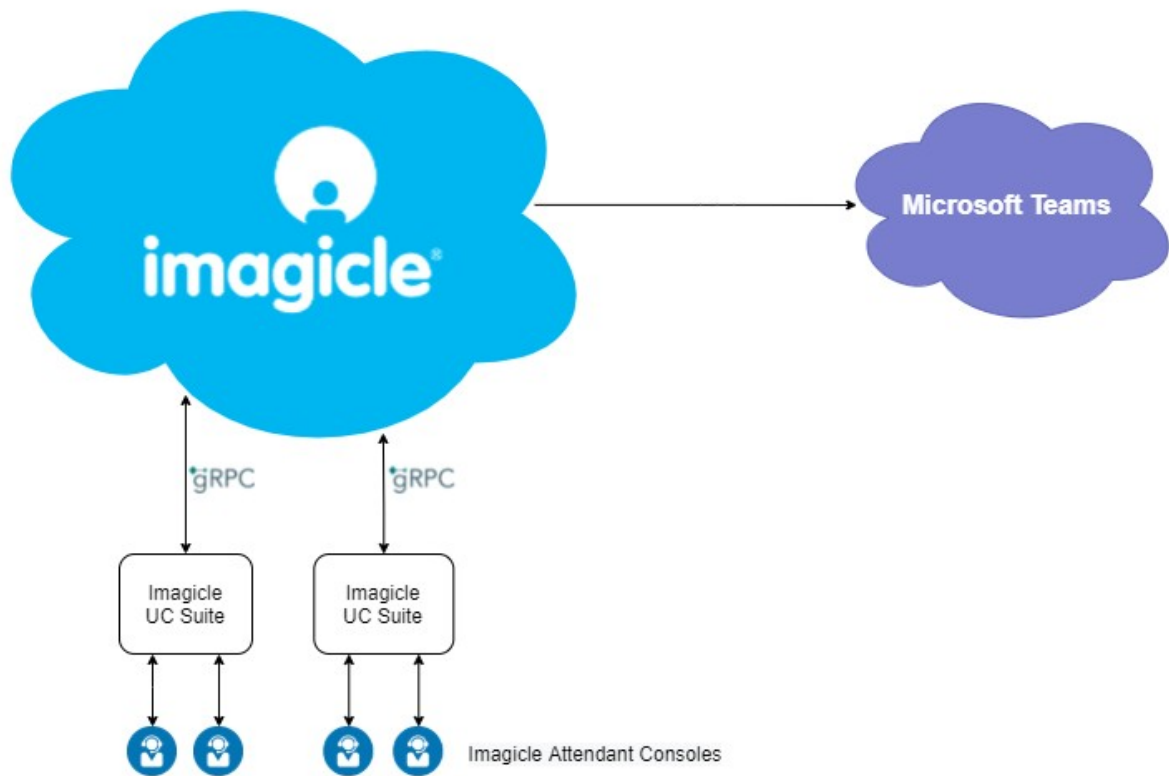 imagicle®
Microsoft Teams
gRPC
gRPC
Imagicle
UC Suite
Imagicle
UC Suite
Imagicle Attendant Consoles